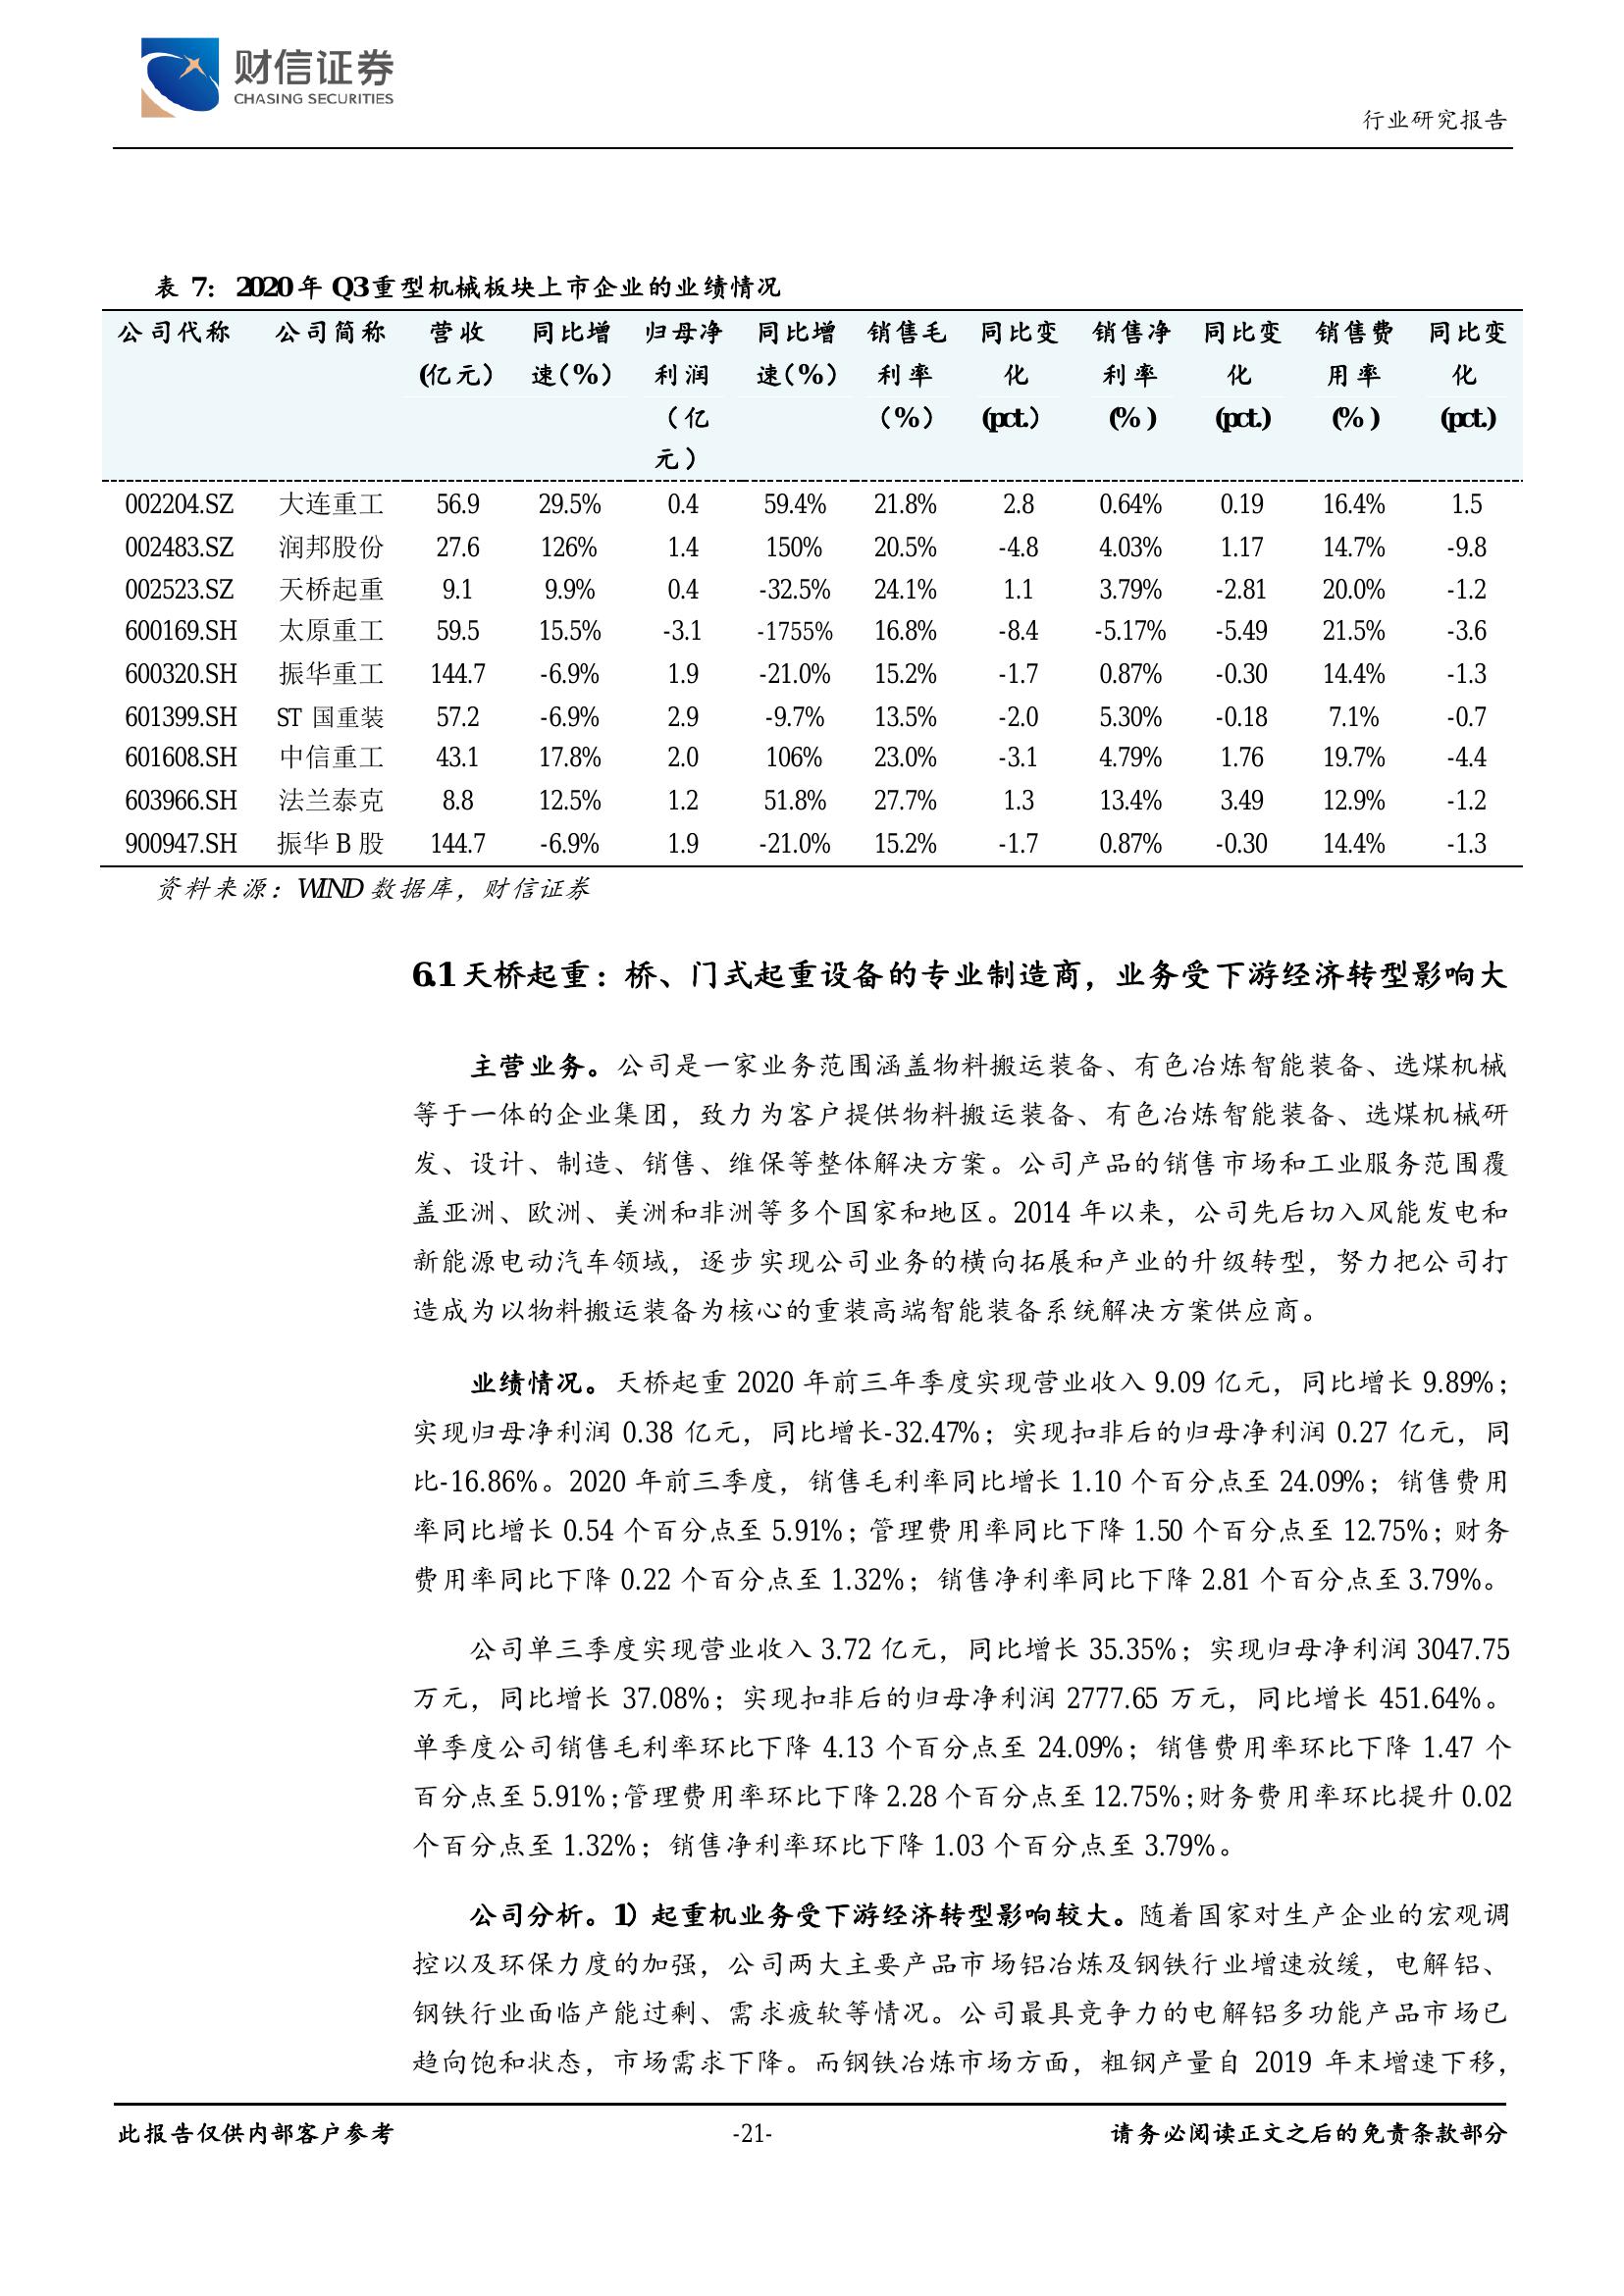 财信证券
CHASING SECURITIES
行业研究报告
表 7：2020 年 Q3 重型机械板块上市企业的业绩情况
公司代称 公司简称 营收 同比增 归母净 同比增 销售毛 同比变 销售净 同比变 销售费 同比变
(亿元） 速（%） 利润 速（%） 利率 化 利率 化 用率 化
（亿 （%） (pct.） (%) (pct.) (%) (pct.)
元）
002204.SZ 大连重工 56.9 29.5% 0.4 59.4% 21.8% 2.8 0.64% 0.19 16.4% 1.5
002483.SZ 润邦股份 27.6 126% 1.4 150% 20.5% -4.8 4.03% 1.17 14.7% -9.8
002523.SZ 天桥起重 9.1 9.9% 0.4 -32.5% 24.1% 1.1 3.79% -2.81 20.0% -1.2
600169.SH 太原重工 59.5 15.5% -3.1 -1755% 16.8% -8.4 -5.17% -5.49 21.5% -3.6
600320.SH 振华重工 144.7 -6.9% 1.9 -21.0% 15.2% -1.7 0.87% -0.30 14.4% -1.3
601399.SH ST 国重装 57.2 -6.9% 2.9 -9.7% 13.5% -2.0 5.30% -0.18 7.1% -0.7
601608.SH 中信重工 43.1 17.8% 2.0 106% 23.0% -3.1 4.79% 1.76 19.7% -4.4
603966.SH 法兰泰克 8.8 12.5% 1.2 51.8% 27.7% 1.3 13.4% 3.49 12.9% -1.2
900947.SH 振华 B 股 144.7 -6.9% 1.9 -21.0% 15.2% -1.7 0.87% -0.30 14.4% -1.3
资料来源：WIND 数据库，财信证券
6.1 天桥起重：桥、门式起重设备的专业制造商，业务受下游经济转型影响大
主营业务。公司是一家业务范围涵盖物料搬运装备、有色冶炼智能装备、选煤机械
等于一体的企业集团，致力为客户提供物料搬运装备、有色冶炼智能装备、选煤机械研
发、设计、制造、销售、维保等整体解决方案。公司产品的销售市场和工业服务范围覆
盖亚洲、欧洲、美洲和非洲等多个国家和地区。2014 年以来，公司先后切入风能发电和
新能源电动汽车领域，逐步实现公司业务的横向拓展和产业的升级转型，努力把公司打
造成为以物料搬运装备为核心的重装高端智能装备系统解决方案供应商。
业绩情况。天桥起重 2020 年前三年季度实现营业收入 9.09 亿元，同比增长 9.89%；
实现归母净利润 0.38 亿元，同比增长-32.47%；实现扣非后的归母净利润 0.27 亿元，同
比-16.86%。2020 年前三季度，销售毛利率同比增长 1.10 个百分点至 24.09%；销售费用
率同比增长 0.54 个百分点至 5.91%；管理费用率同比下降 1.50 个百分点至 12.75%；财务
费用率同比下降 0.22 个百分点至 1.32%；销售净利率同比下降 2.81 个百分点至 3.79%。
公司单三季度实现营业收入 3.72 亿元，同比增长 35.35%；实现归母净利润 3047.75
万元，同比增长 37.08%；实现扣非后的归母净利润 2777.65 万元，同比增长 451.64%。
单季度公司销售毛利率环比下降 4.13 个百分点至 24.09%；销售费用率环比下降 1.47 个
百分点至 5.91%；管理费用率环比下降 2.28 个百分点至 12.75%；财务费用率环比提升 0.02
个百分点至 1.32%；销售净利率环比下降 1.03 个百分点至 3.79%。
公司分析。1）起重机业务受下游经济转型影响较大。随着国家对生产企业的宏观调
控以及环保力度的加强，公司两大主要产品市场铝冶炼及钢铁行业增速放缓，电解铝、
钢铁行业面临产能过剩、需求疲软等情况。公司最具竞争力的电解铝多功能产品市场已
趋向饱和状态，市场需求下降。而钢铁冶炼市场方面，粗钢产量自 2019 年末增速下移，
此报告仅供内部客户参考 -21- 请务必阅读正文之后的免责条款部分